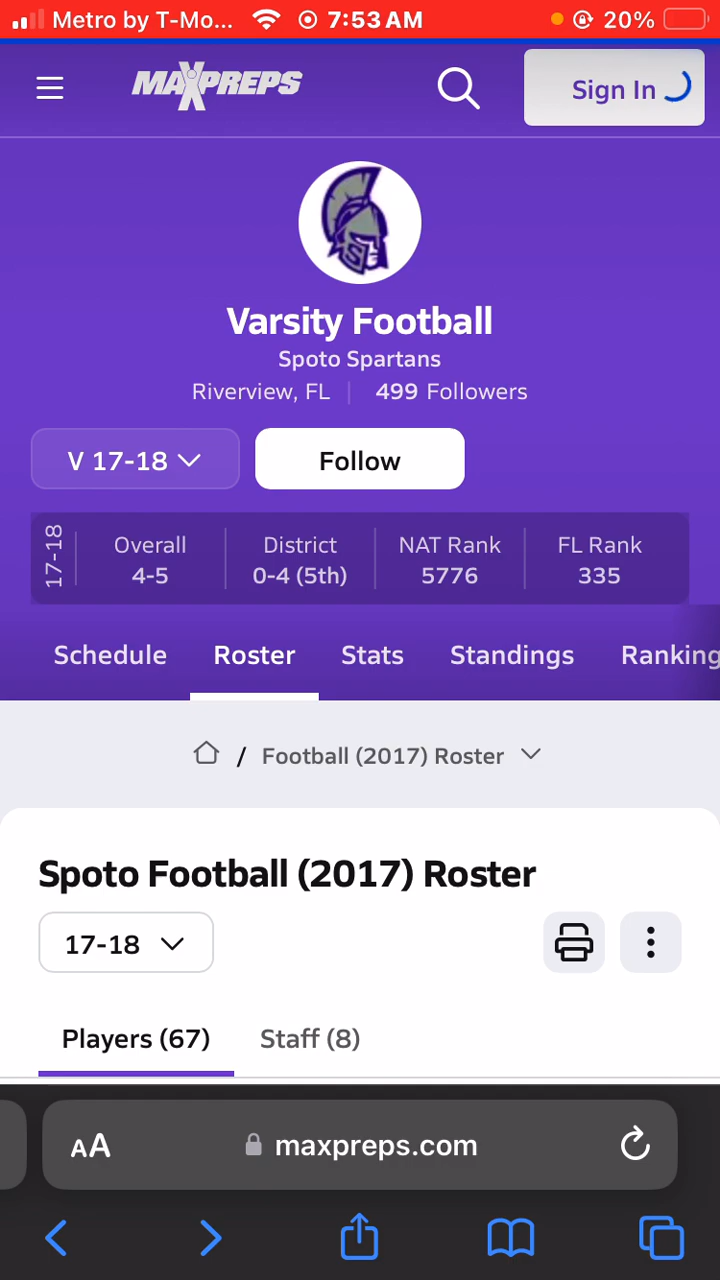 Metro by T-Mo... 7:53 AM 20%
MAXPREPS
Sign In
Varsity Football
Spoto Spartans
Riverview, FL | 499 Followers
V 17-18
Follow
17-18
Overall District NAT Rank FL Rank
4-5 0-4 (5th) 5776 335
Schedule Roster Stats Standings Ranking
/ Football (2017) Roster
Spoto Football (2017) Roster
17-18
Players (67) Staff (8)
AA maxpreps.com